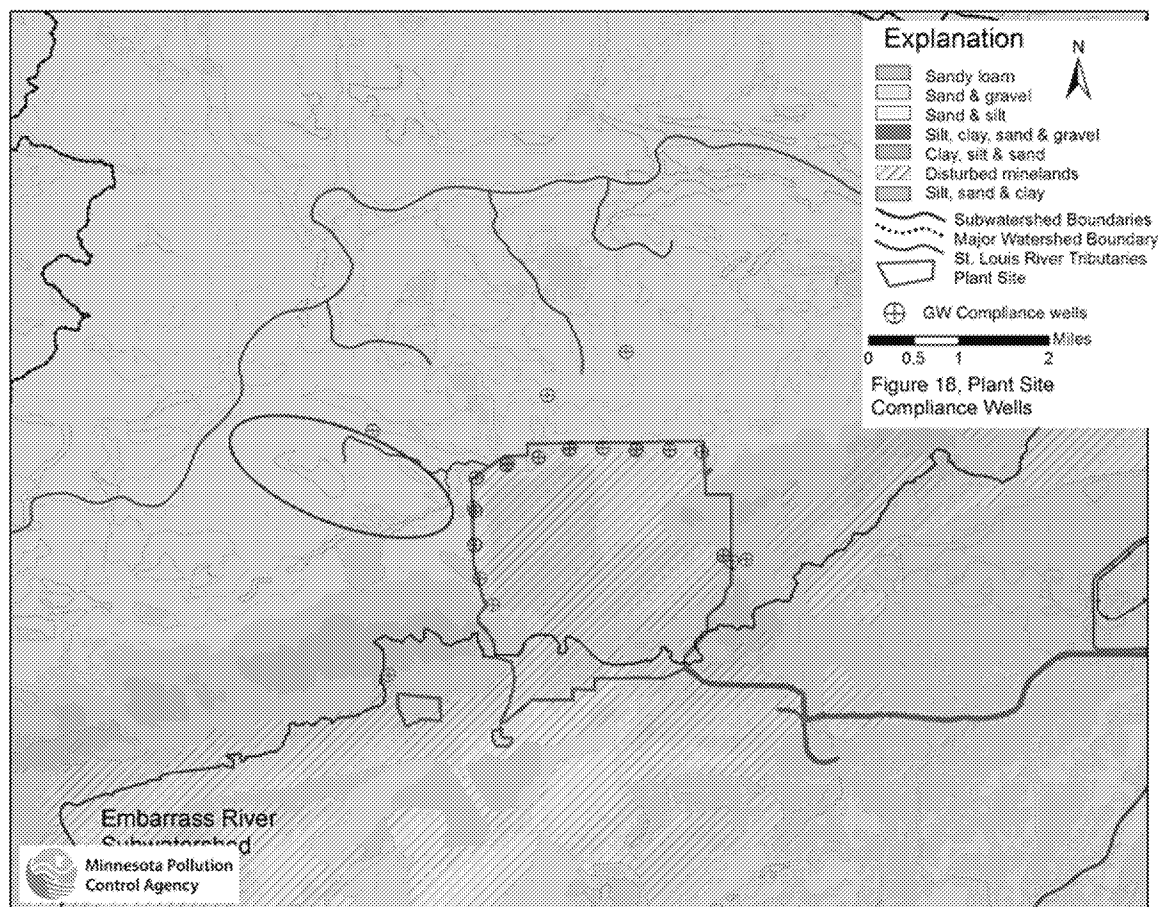 Explanation
N
Sandy loam
Sand & gravel
Sand & silt
Silt, clay, sand & gravel
Clay, silt & sand
Disturbed minelands
Silt, sand & clay
Subwatershed Boundaries
Major Watershed Boundary
St. Louis River Tributaries
Plant Site
GW Compliance wells
Miles
0 0.5 1 2
Figure 18, Plant Site
Compliance Wells
Embarrass River
Subwatershed
Minnesota Pollution
Control Agency